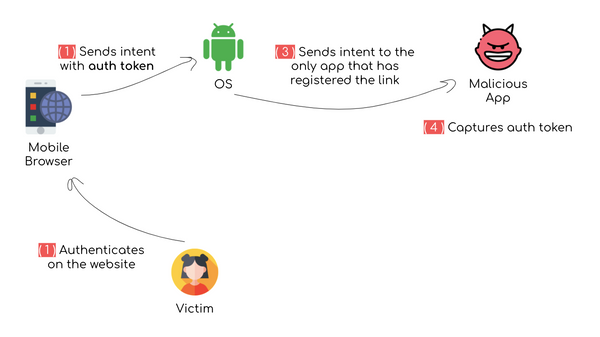 (1) Sends intent
with auth token
OS
(3) Sends intent to the
only app that has
registered the link
Malicious
App
(4) Captures auth token
Mobile
Browser
(1) Authenticates
on the website
Victim